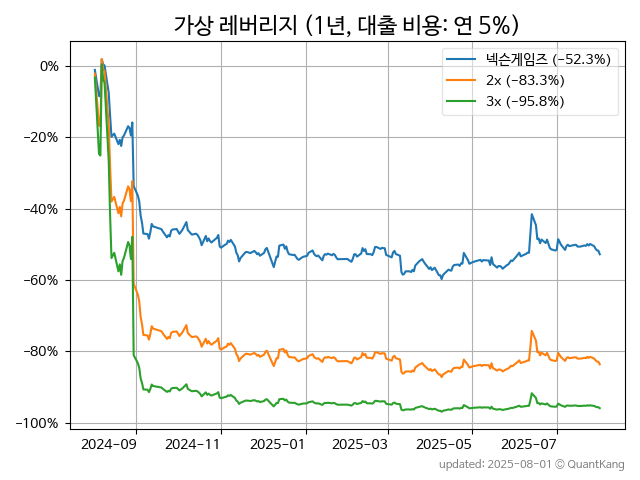 가상 레버리지 (1년, 대출 비용: 연 5%)
넥슨게임즈 (-52.3%)
2x (-83.3%)
3x (-95.8%)
0%
-20%
-40%
-60%
-80%
-100%
2024-09 2024-11 2025-01 2025-03 2025-05 2025-07
updated: 2025-08-01 © QuantKang